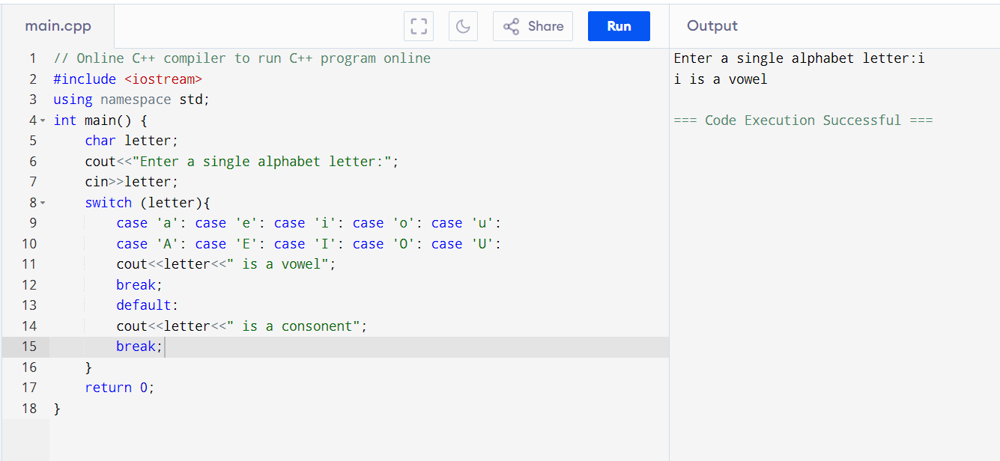 main.cpp Share Run Output
1 // Online C++ compiler to run C++ program online
2 #include <iostream>
3 using namespace std;
4 int main() {
5     char letter;
6     cout<<"Enter a single alphabet letter:";
7     cin>>letter;
8     switch (letter){
9         case 'a': case 'e': case 'i': case 'o': case 'u':
10         case 'A': case 'E': case 'I': case 'O': case 'U':
11         cout<<letter<<" is a vowel";
12         break;
13         default:
14         cout<<letter<<" is a consonent";
15         break;
16     }
17     return 0;
18 }
Enter a single alphabet letter:i
i is a vowel
=== Code Execution Successful ===